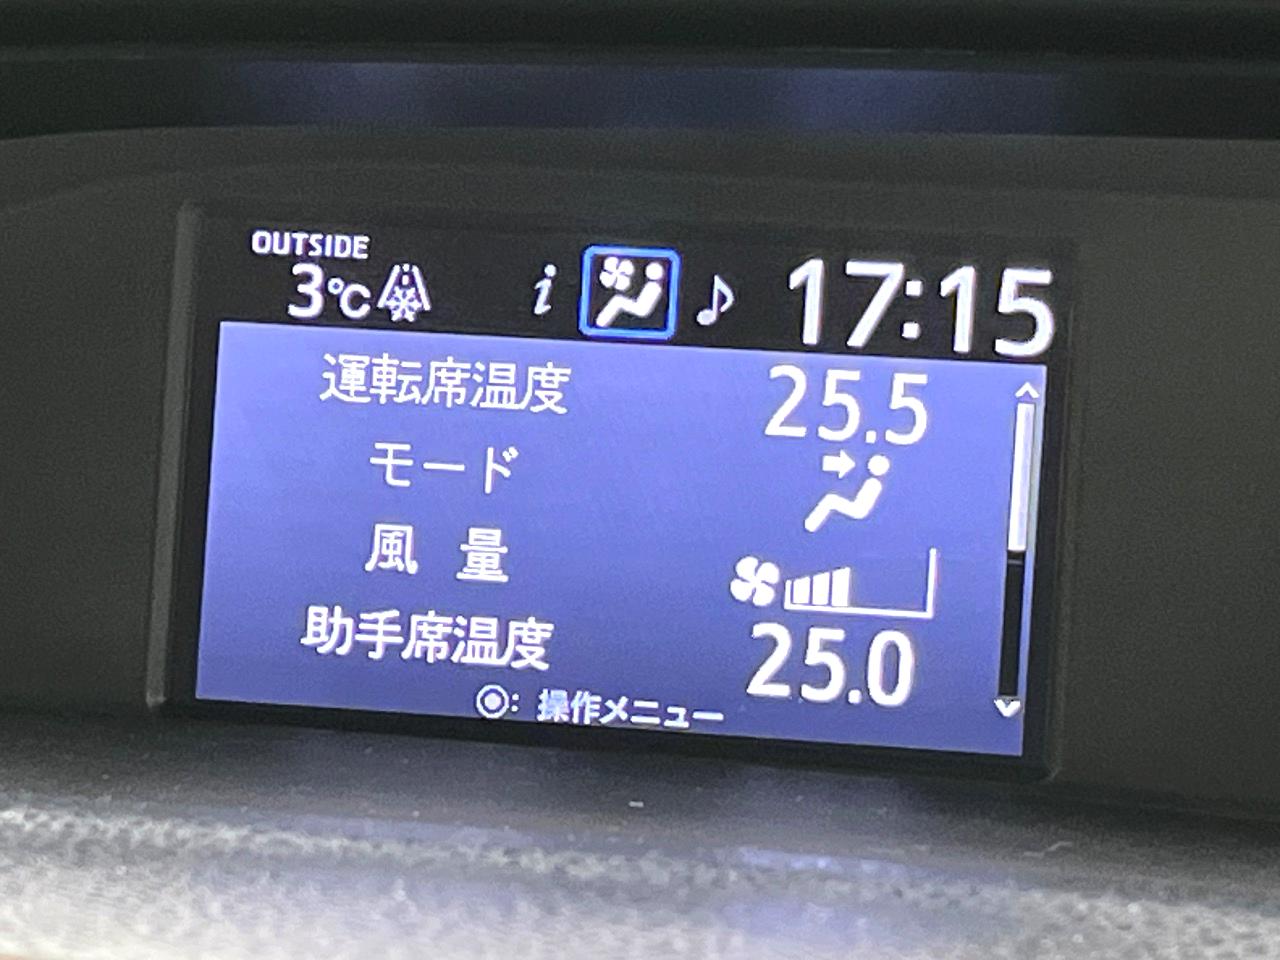 OUTSIDE
3℃ i ♪ 17:15
運転席温度 25.5
モード
風 量
助手席温度 25.0
◉: 操作メニュー